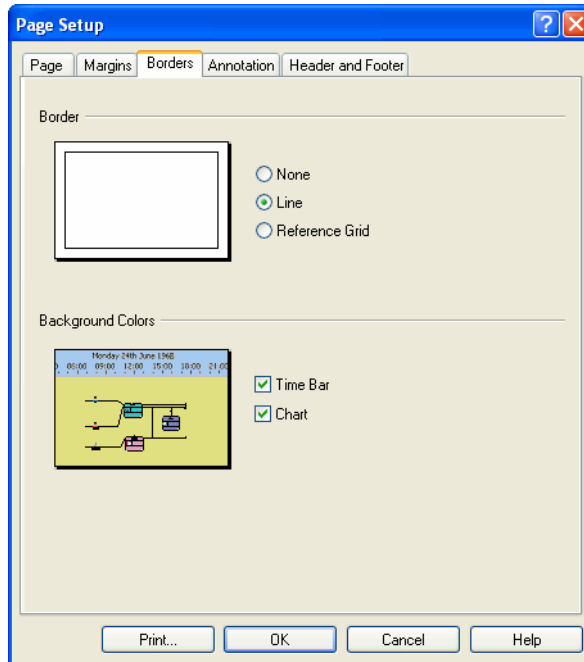 Page Setup
Page Margins Borders Annotation Header and Footer
Border
None
Line
Reference Grid
Background Colors
Monday 24th June 1968
06:00 09:00 12:00 15:00 18:00 21:00
Time Bar
Chart
Print... OK Cancel Help